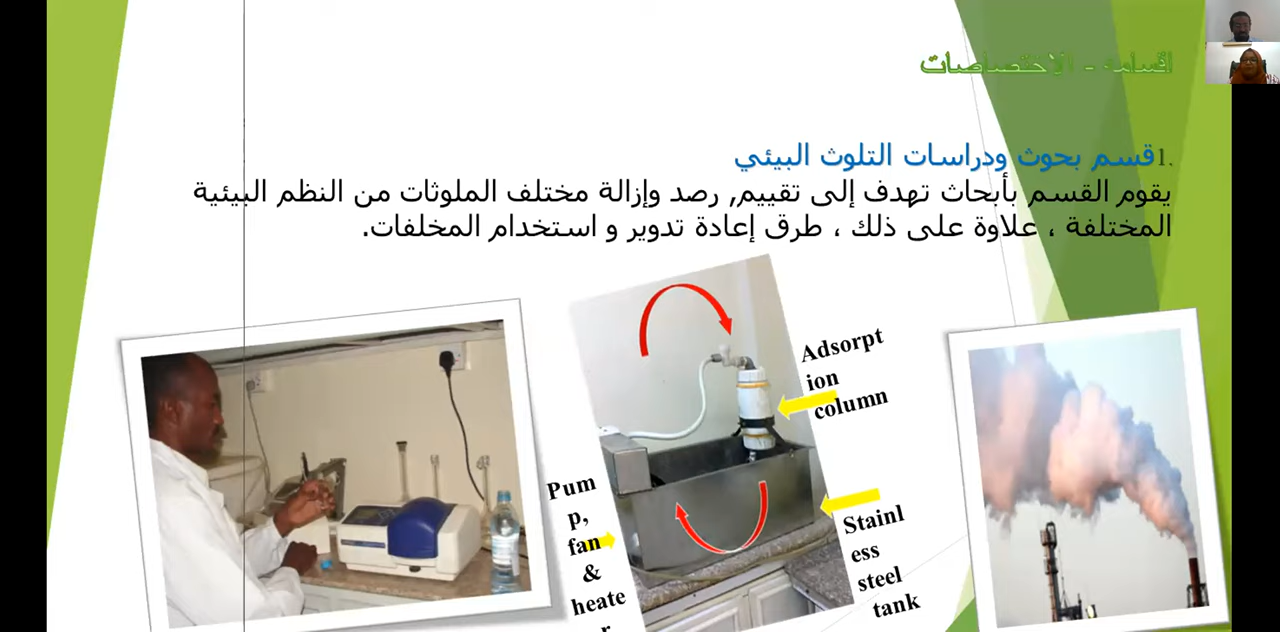 اقسامه - الاختصاصات
1. قسم بحوث ودراسات التلوث البيئي
يقوم القسم بأبحاث تهدف إلى تقييم, رصد وإزالة مختلف الملوثات من النظم البيئية
المختلفة ، علاوة على ذلك ، طرق إعادة تدوير و استخدام المخلفات.
Adsorpt
ion
column
Pum
p,
fan
&
heate
r
Stainl
ess
steel
tank